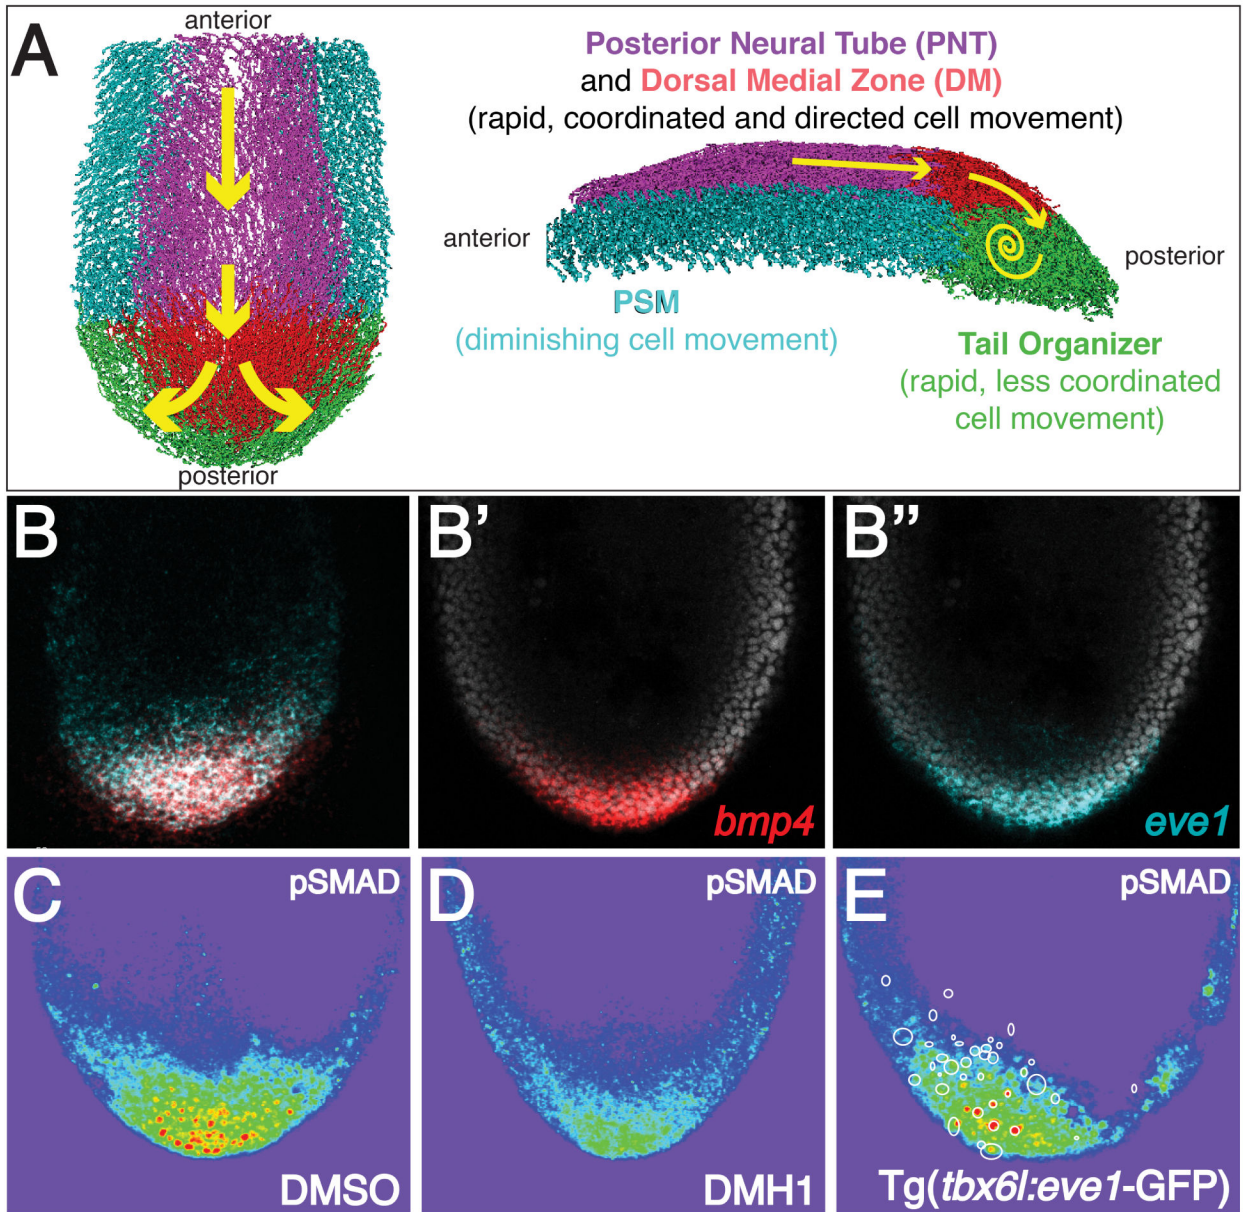 A
anterior
posterior
Posterior Neural Tube (PNT)
and Dorsal Medial Zone (DM)
(rapid, coordinated and directed cell movement)
anterior
posterior
PSM
(diminishing cell movement)
Tail Organizer
(rapid, less coordinated
cell movement)
B
B’
bmp4
B”
eve1
C
pSMAD
DMSO
D
pSMAD
DMH1
E
pSMAD
Tg(tbx6l:eve1-GFP)